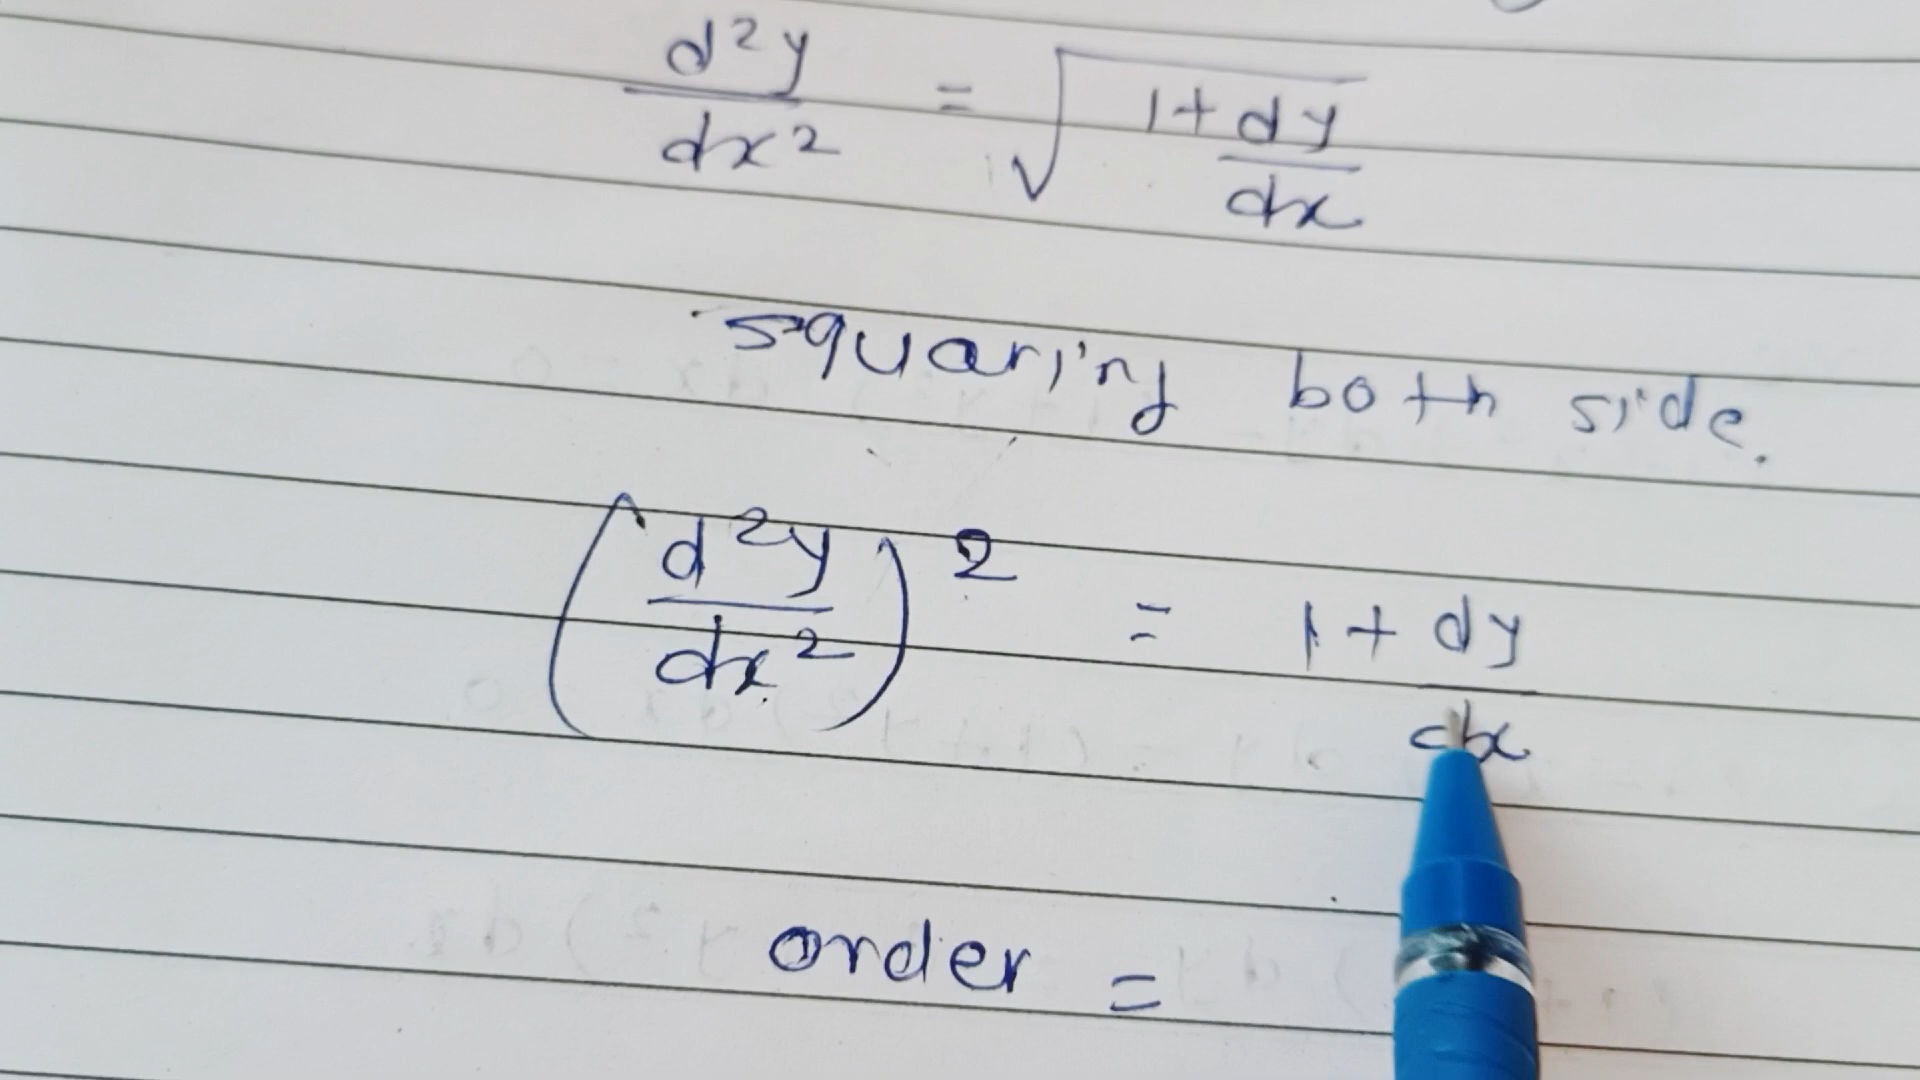 d²y/dx² = √(1+dy/dx)
squaring both side.
(d²y/dx²)² = 1+dy/dx
order =